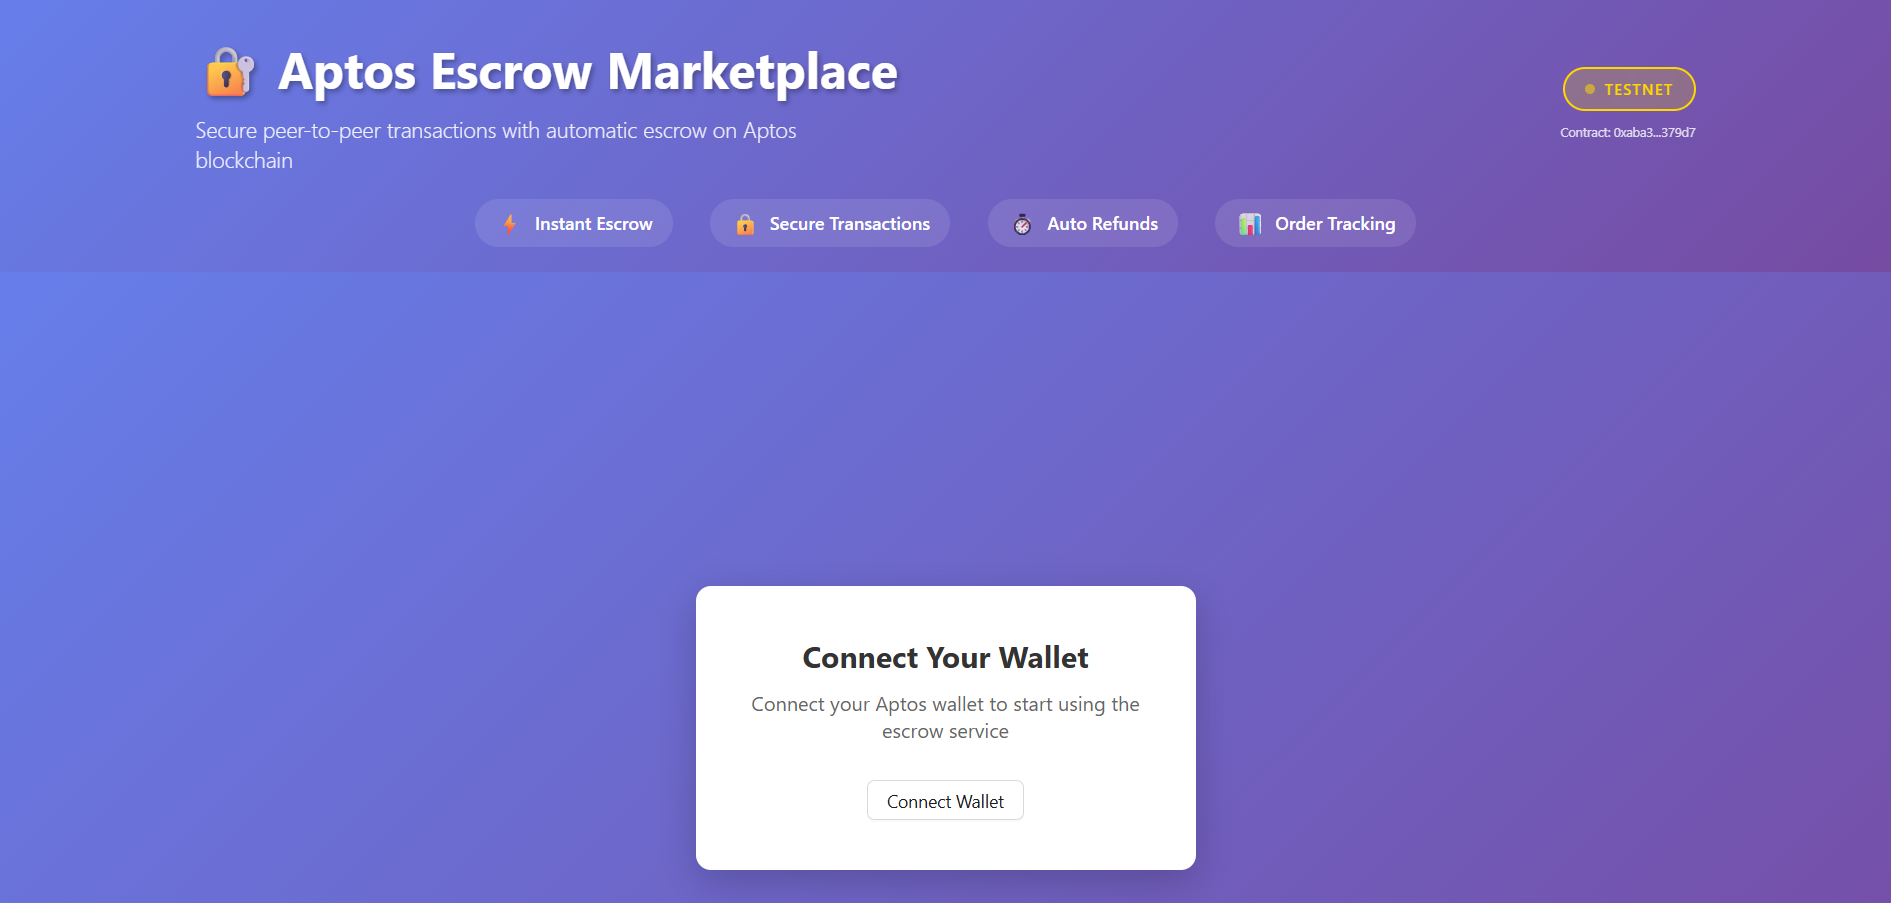 Aptos Escrow Marketplace
Secure peer-to-peer transactions with automatic escrow on Aptos
blockchain
TESTNET
Contract: 0xaba3...379d7
Instant Escrow
Secure Transactions
Auto Refunds
Order Tracking
Connect Your Wallet
Connect your Aptos wallet to start using the
escrow service
Connect Wallet